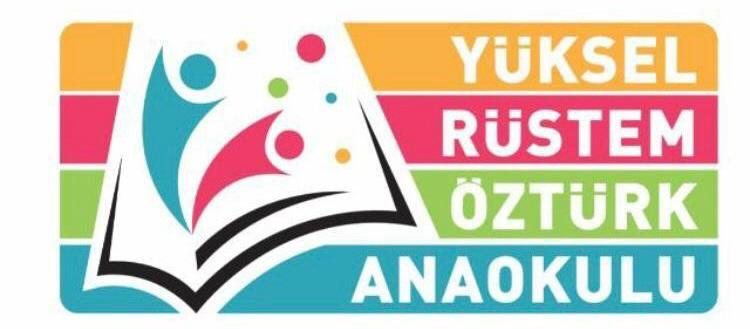 YÜKSEL
RÜSTEM
ÖZTÜRK
ANAOKULU